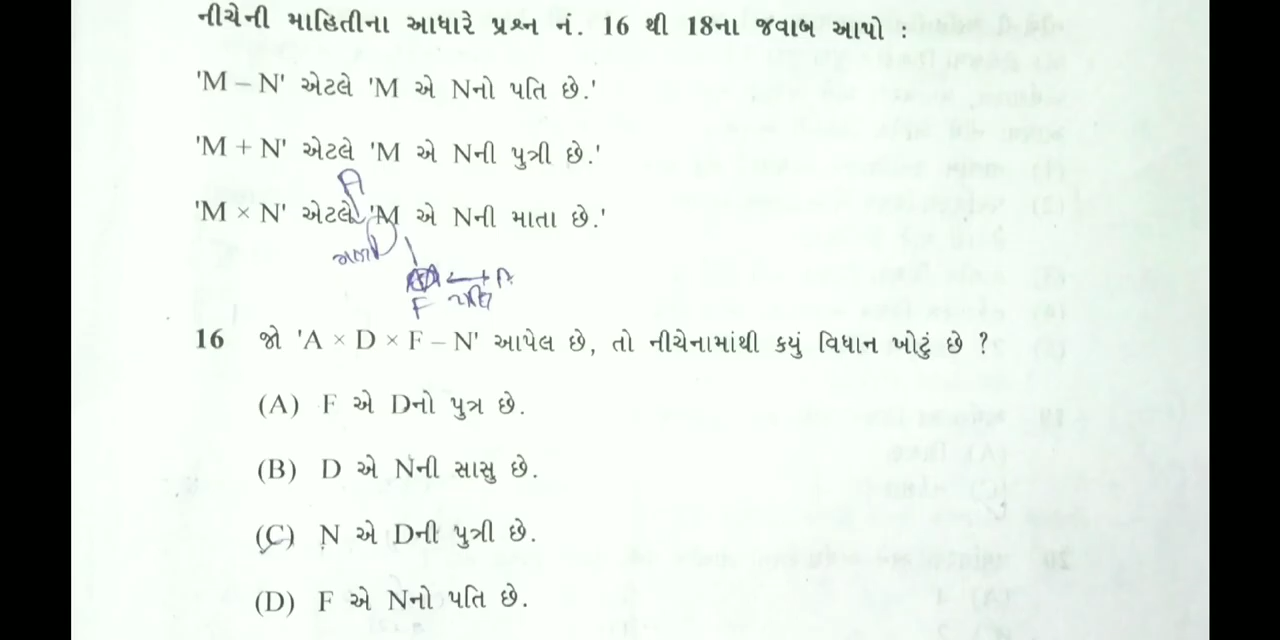 નીચેની માહિતીના આધારે પ્રશ્ન નં. 16 થી 18ના જવાબ આપો :
'M – N' એટલે 'M એ Nનો પતિ છે.'
'M + N' એટલે 'M એ Nની પુત્રી છે.'
'M × N' એટલે 'M એ Nની માતા છે.'
F
16 જો 'A × D × F – N' આપેલ છે, તો નીચેનામાંથી કયું વિધાન ખોટું છે ?
(A) F એ Dનો પુત્ર છે.
(B) D એ Nની સાસુ છે.
(C) N એ Dની પુત્રી છે.
(D) F એ Nનો પતિ છે.